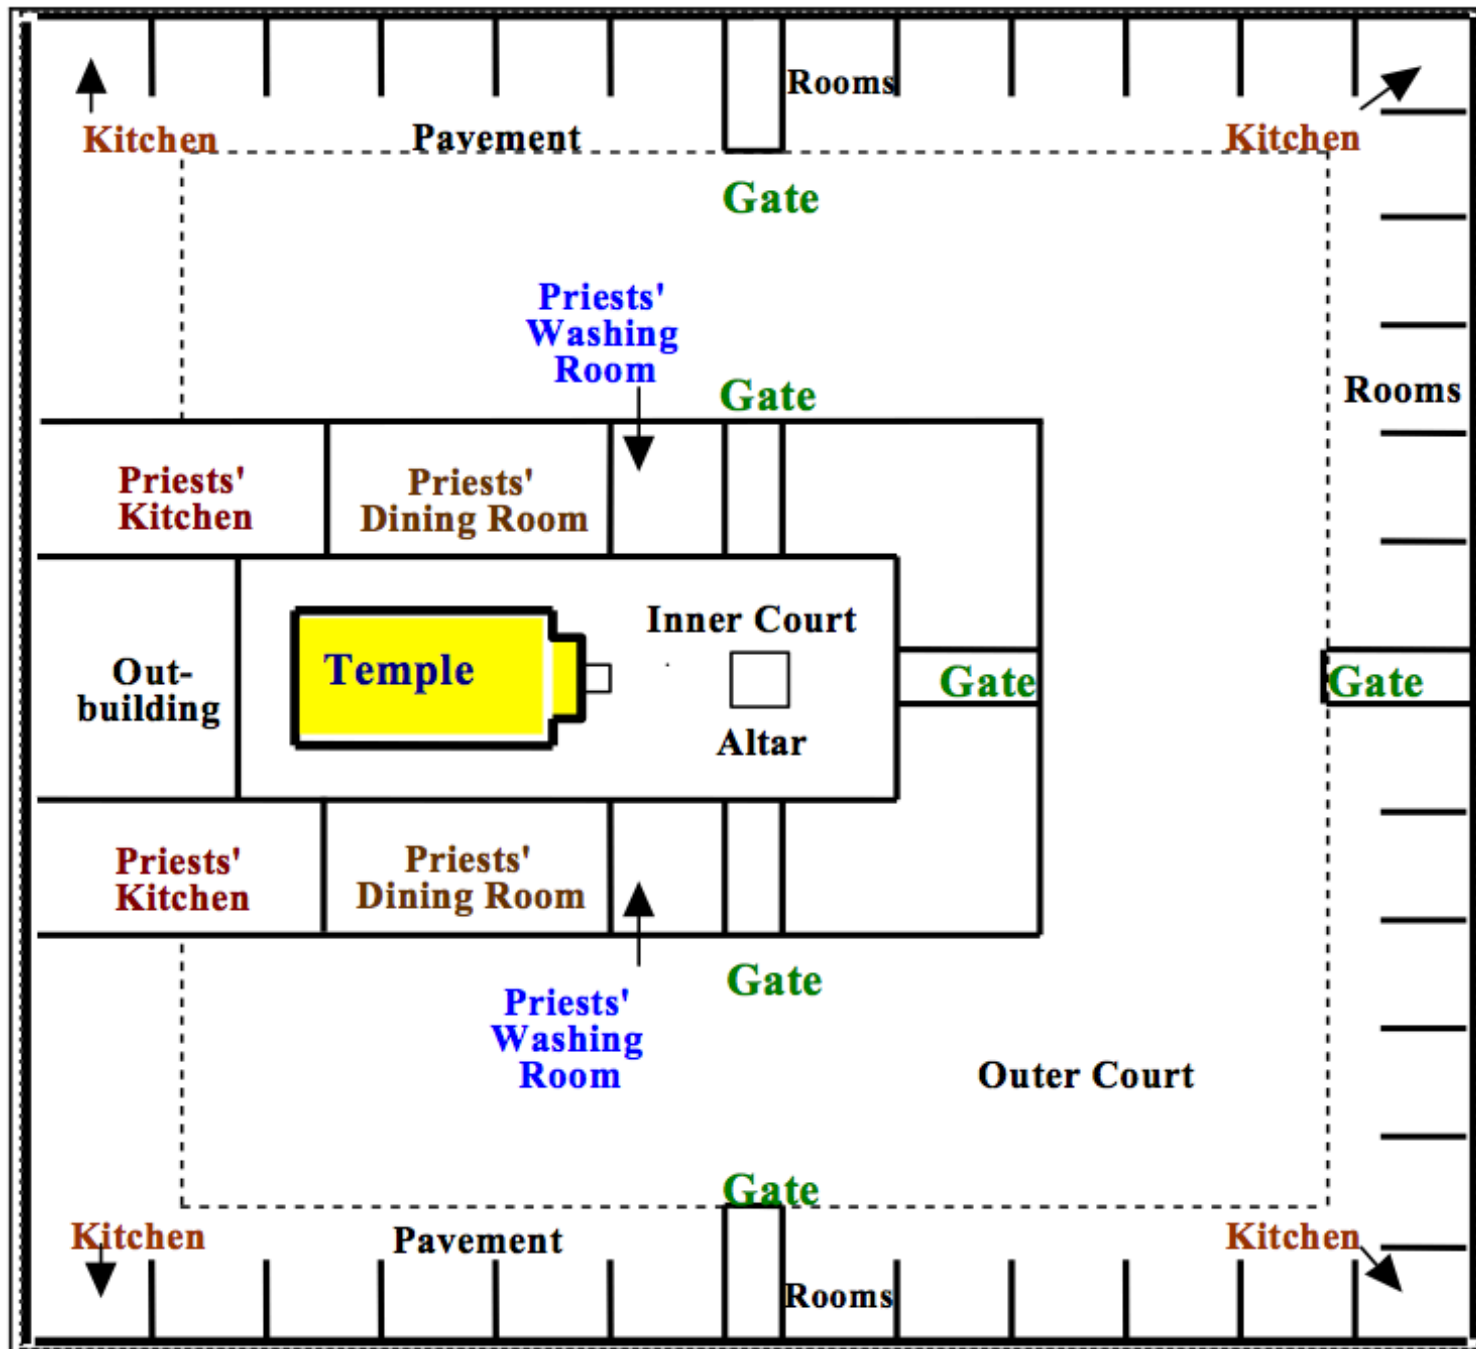 Rooms
Kitchen
Pavement
Kitchen
Gate
Priests'
Washing
Room
Gate
Rooms
Priests'
Kitchen
Priests'
Dining Room
Inner Court
Out-
building
Temple
Gate
Gate
Altar
Priests'
Kitchen
Priests'
Dining Room
Gate
Priests'
Washing
Room
Outer Court
Gate
Kitchen
Pavement
Kitchen
Rooms